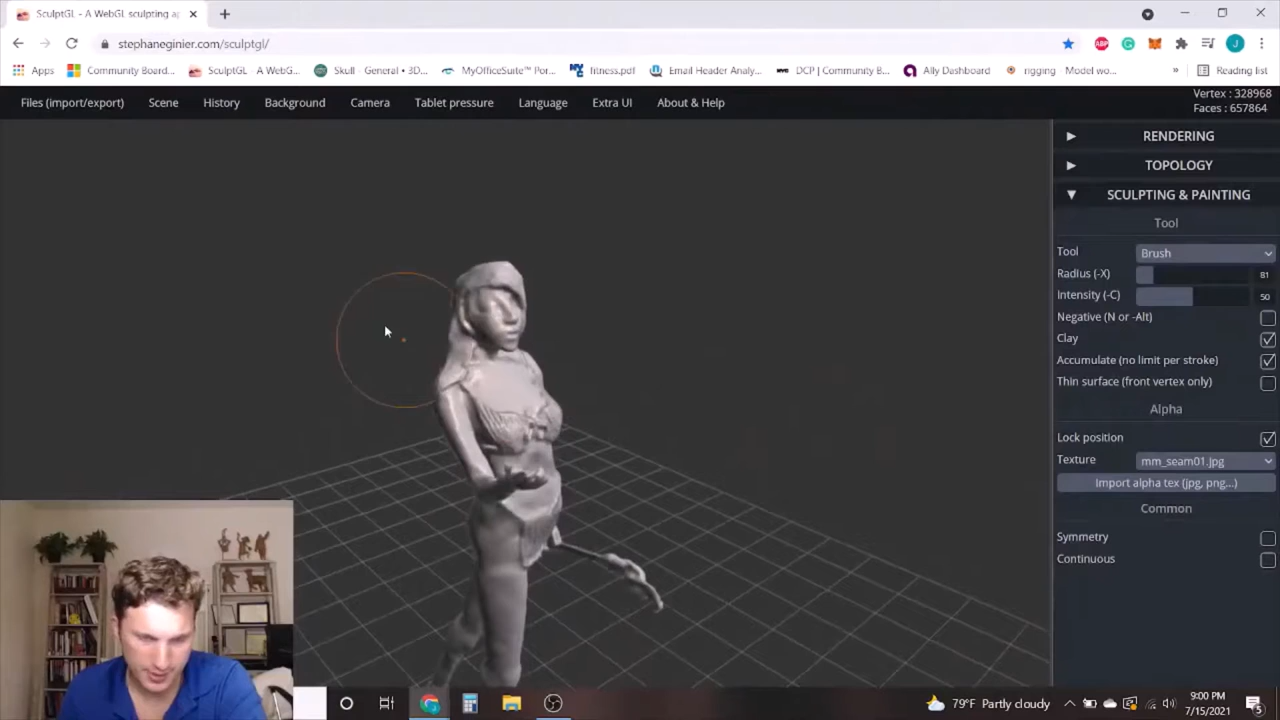 SculptGL - A WebGL sculpting ap
stephaneginier.com/sculptgl/
ABP
J
Apps
Community Board...
SculptGL - A WebG...
Skull - General • 3D...
MyOfficeSuite™ Por...
fitness.pdf
Email Header Analy...
DCP | Community B...
Ally Dashboard
rigging - Model wo...
»
Reading list
Files (import/export)
Scene
History
Background
Camera
Tablet pressure
Language
Extra UI
About & Help
Vertex : 328968
Faces : 657864
RENDERING
TOPOLOGY
SCULPTING & PAINTING
Tool
Tool Brush
Radius (-X) 81
Intensity (-C) 50
Negative (N or -Alt)
Clay
Accumulate (no limit per stroke)
Thin surface (front vertex only)
Alpha
Lock position
Texture mm_seam01.jpg
Import alpha tex (jpg, png...)
Common
Symmetry
Continuous
79°F Partly cloudy
9:00 PM
7/15/2021
5